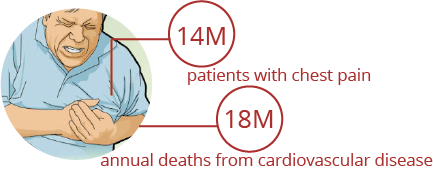 14M
patients with chest pain
18M
annual deaths from cardiovascular disease